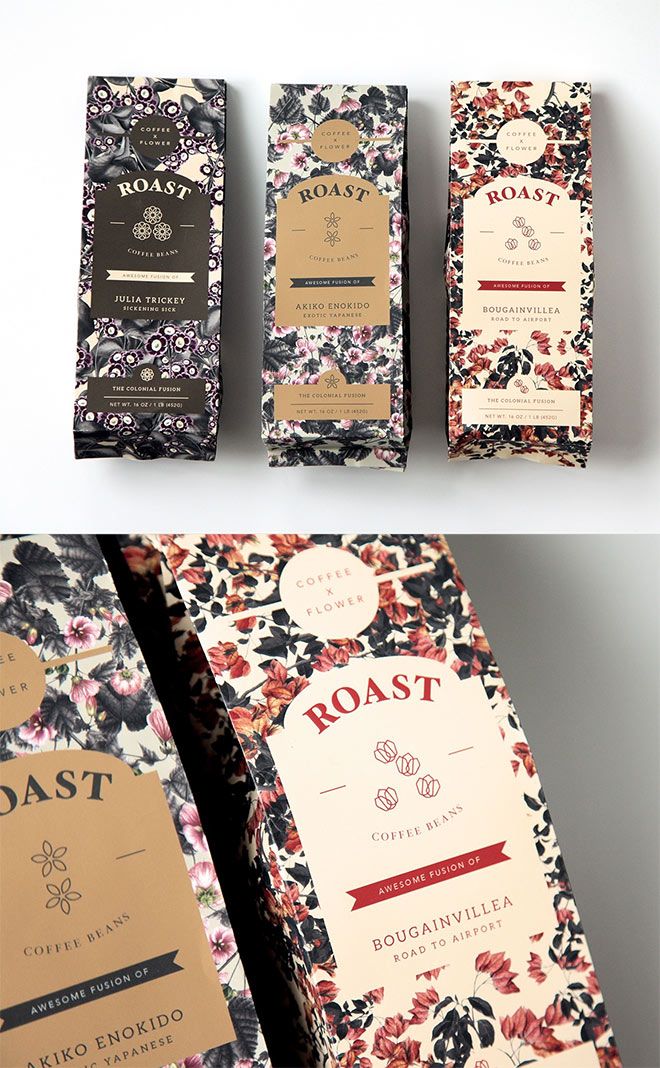 COFFEE
X
FLOWER
ROAST
COFFEE BEANS
AWESOME FUSION OF
JULIA TRICKEY
SICKENING SICK
THE COLONIAL FUSION
NET WT. 16 OZ / 1 LB (452G)
COFFEE
X
FLOWER
ROAST
COFFEE BEANS
AWESOME FUSION OF
AKIKO ENOKIDO
EXOTIC YAPANESE
THE COLONIAL FUSION
NET WT. 16 OZ / 1 LB (452G)
COFFEE
X
FLOWER
ROAST
COFFEE BEANS
AWESOME FUSION OF
BOUGAINVILLEA
ROAD TO AIRPORT
THE COLONIAL FUSION
NET WT. 16 OZ / 1 LB (452G)
FEE
WER
OAST
COFFEE BEANS
AWESOME FUSION OF
AKIKO ENOKIDO
IC YAPANESE
COFFEE
X
FLOWER
ROAST
COFFEE BEANS
AWESOME FUSION OF
BOUGAINVILLEA
ROAD TO AIRPORT